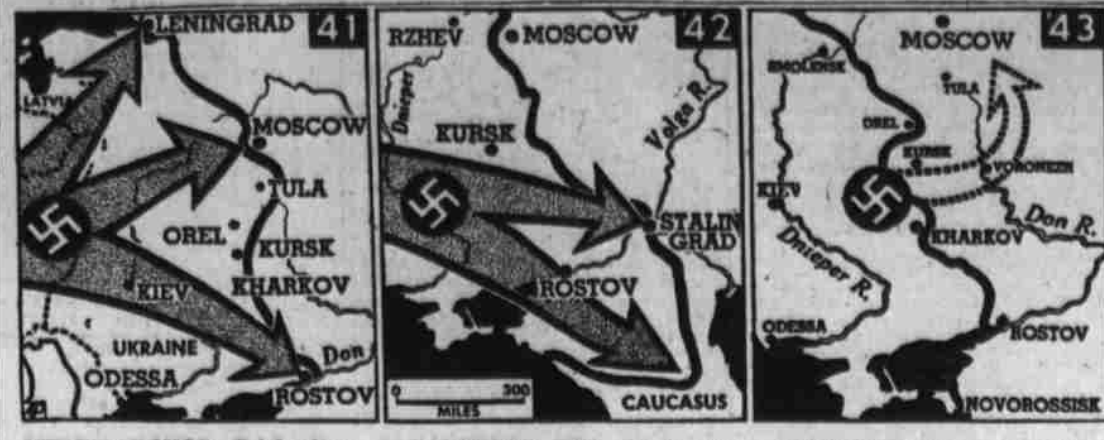 LENINGRAD
'41
LATVIA
MOSCOW
TULA
OREL
KURSK
KHARKOV
KIEV
UKRAINE
Don
ODESSA
ROSTOV
RZHEV
MOSCOW
'42
Dnieper
KURSK
Volga R.
STALIN
GRAD
ROSTOV
0 300
MILES
CAUCASUS
MOSCOW
'43
SMOLENSK
TULA
OREL
KURSK
VORONEZH
KIEV
KHARKOV
Don R.
Dnieper R.
ODESSA
ROSTOV
NOVOROSSISK